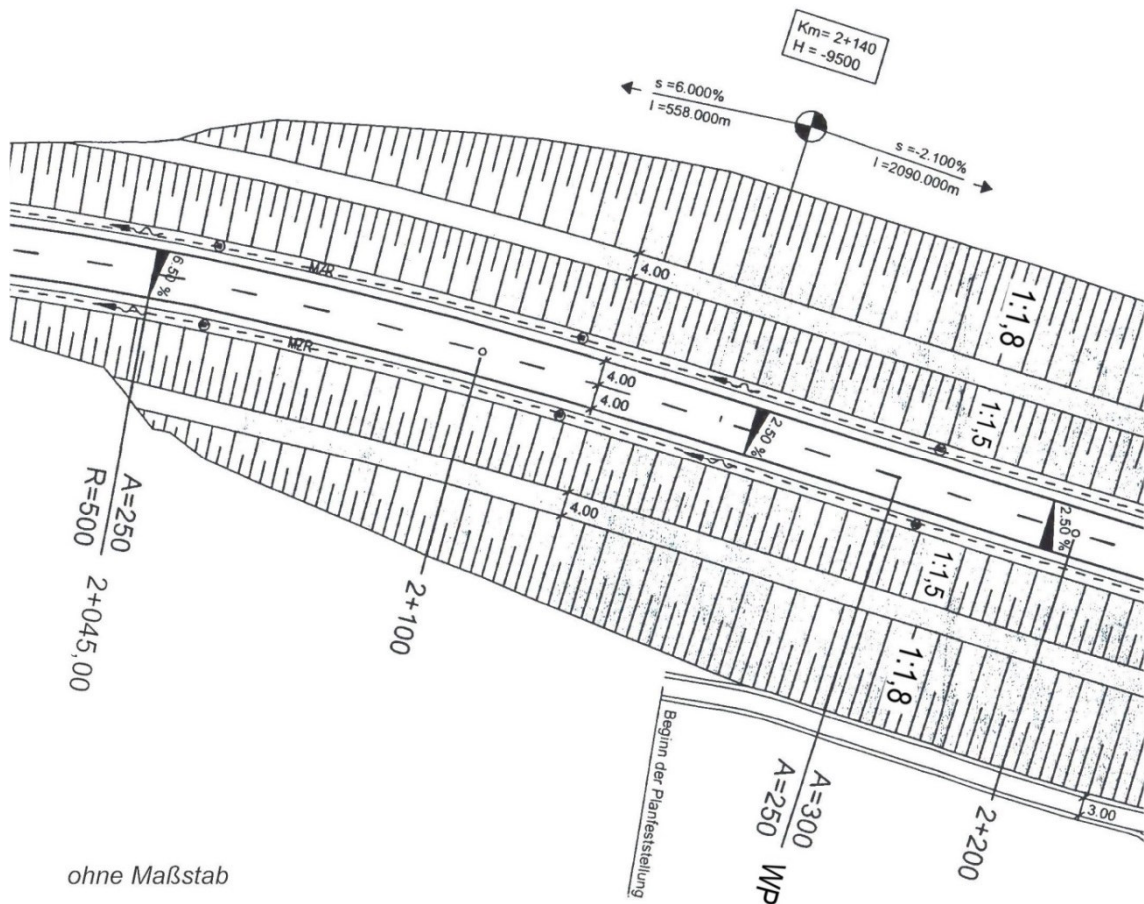 Km= 2+140
H = -9500
s =6.000%
l =558.000m
s =-2.100%
l =2090.000m
4.00
1:1,8
MZR
6.50 %
MZR
4.00
4.00
1:1,5
2.50 %
2.50 %
4.00
1:1,5
1:1,8
A=250
R=500
2+045,00
2+100
Beginn der Planfeststellung
A=300
A=250
WP
2+200
3.00
ohne Maßstab